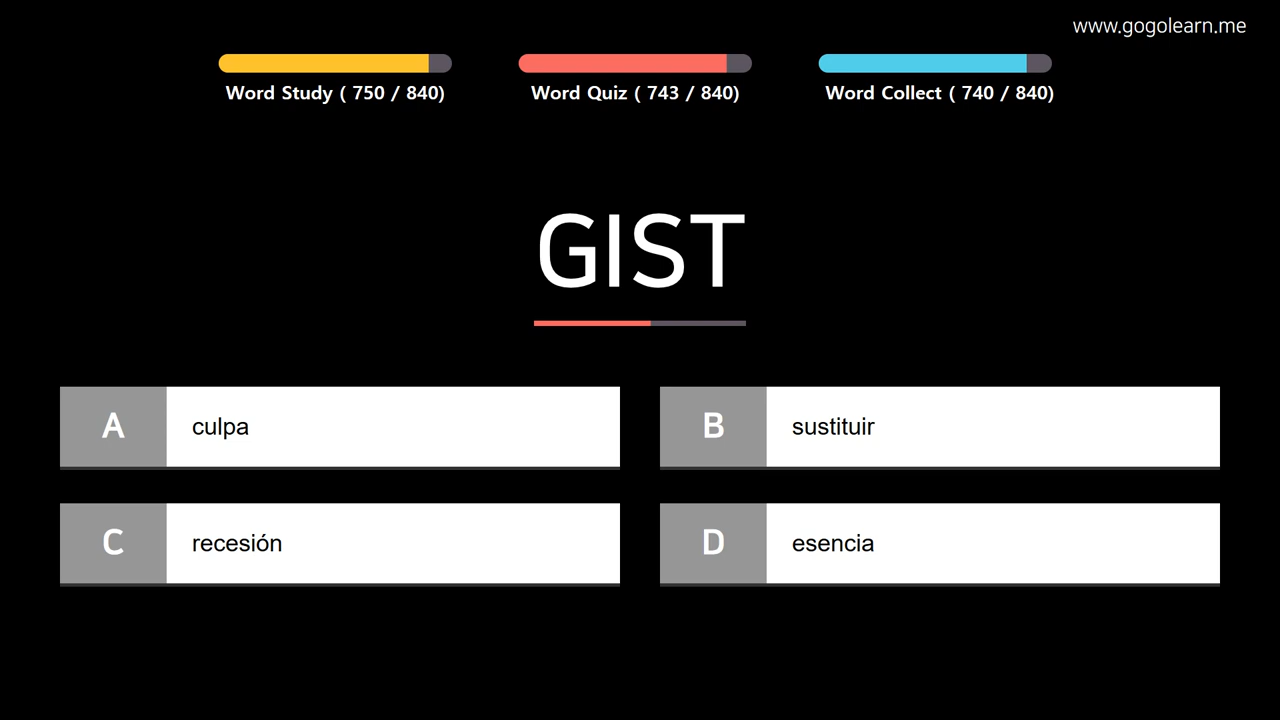 www.gogolearn.me
Word Study ( 750 / 840)
Word Quiz ( 743 / 840)
Word Collect ( 740 / 840)
GIST
A culpa
B sustituir
C recesión
D esencia